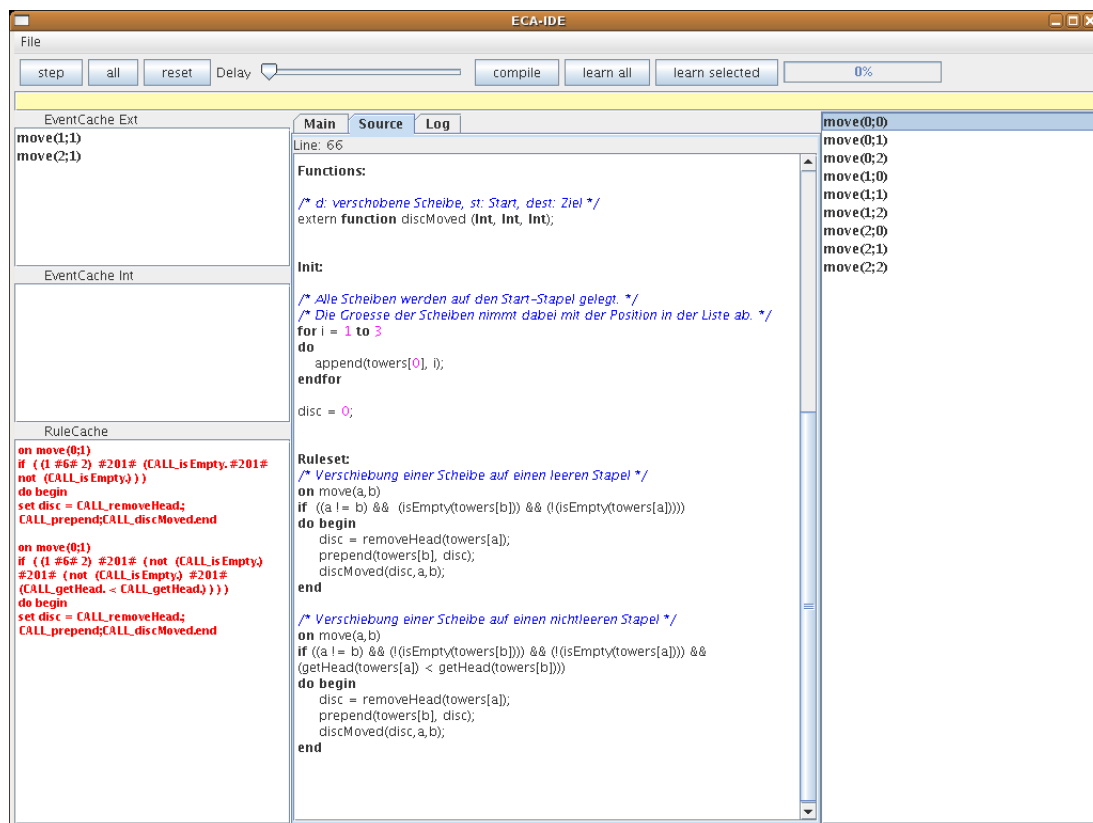 ECA-IDE
File
step all reset Delay compile learn all learn selected 0%
EventCache Ext
move(1;1)
move(2;1)
EventCache Int
RuleCache
on move(0;1)
if ( (1 #6# 2) #201# (CALL_isEmpty. #201#
not (CALL_isEmpty.) ) )
do begin
set disc = CALL_removeHead.;
CALL_prepend;CALL_discMoved.end
on move(0;1)
if ( (1 #6# 2) #201# (not (CALL_isEmpty.)
#201# (not (CALL_isEmpty.) #201#
(CALL_getHead. < CALL_getHead.) ) ) )
do begin
set disc = CALL_removeHead.;
CALL_prepend;CALL_discMoved.end
Main Source Log
Line: 66
Functions:
/* d: verschobene Scheibe, st: Start, dest: Ziel */
extern function discMoved (Int, Int, Int);
Init:
/* Alle Scheiben werden auf den Start-Stapel gelegt. */
/* Die Groesse der Scheiben nimmt dabei mit der Position in der Liste ab. */
for i = 1 to 3
do
append(towers[0], i);
endfor
disc = 0;
Ruleset:
/* Verschiebung einer Scheibe auf einen leeren Stapel */
on move(a,b)
if ((a != b) && (isEmpty(towers[b])) && (!(isEmpty(towers[a]))))
do begin
disc = removeHead(towers[a]);
prepend(towers[b], disc);
discMoved(disc,a,b);
end
/* Verschiebung einer Scheibe auf einen nichtleeren Stapel */
on move(a,b)
if ((a != b) && (!(isEmpty(towers[b]))) && (!(isEmpty(towers[a]))) &&
(getHead(towers[a]) < getHead(towers[b])))
do begin
disc = removeHead(towers[a]);
prepend(towers[b], disc);
discMoved(disc,a,b);
end
move(0;0)
move(0;1)
move(0;2)
move(1;0)
move(1;1)
move(1;2)
move(2;0)
move(2;1)
move(2;2)